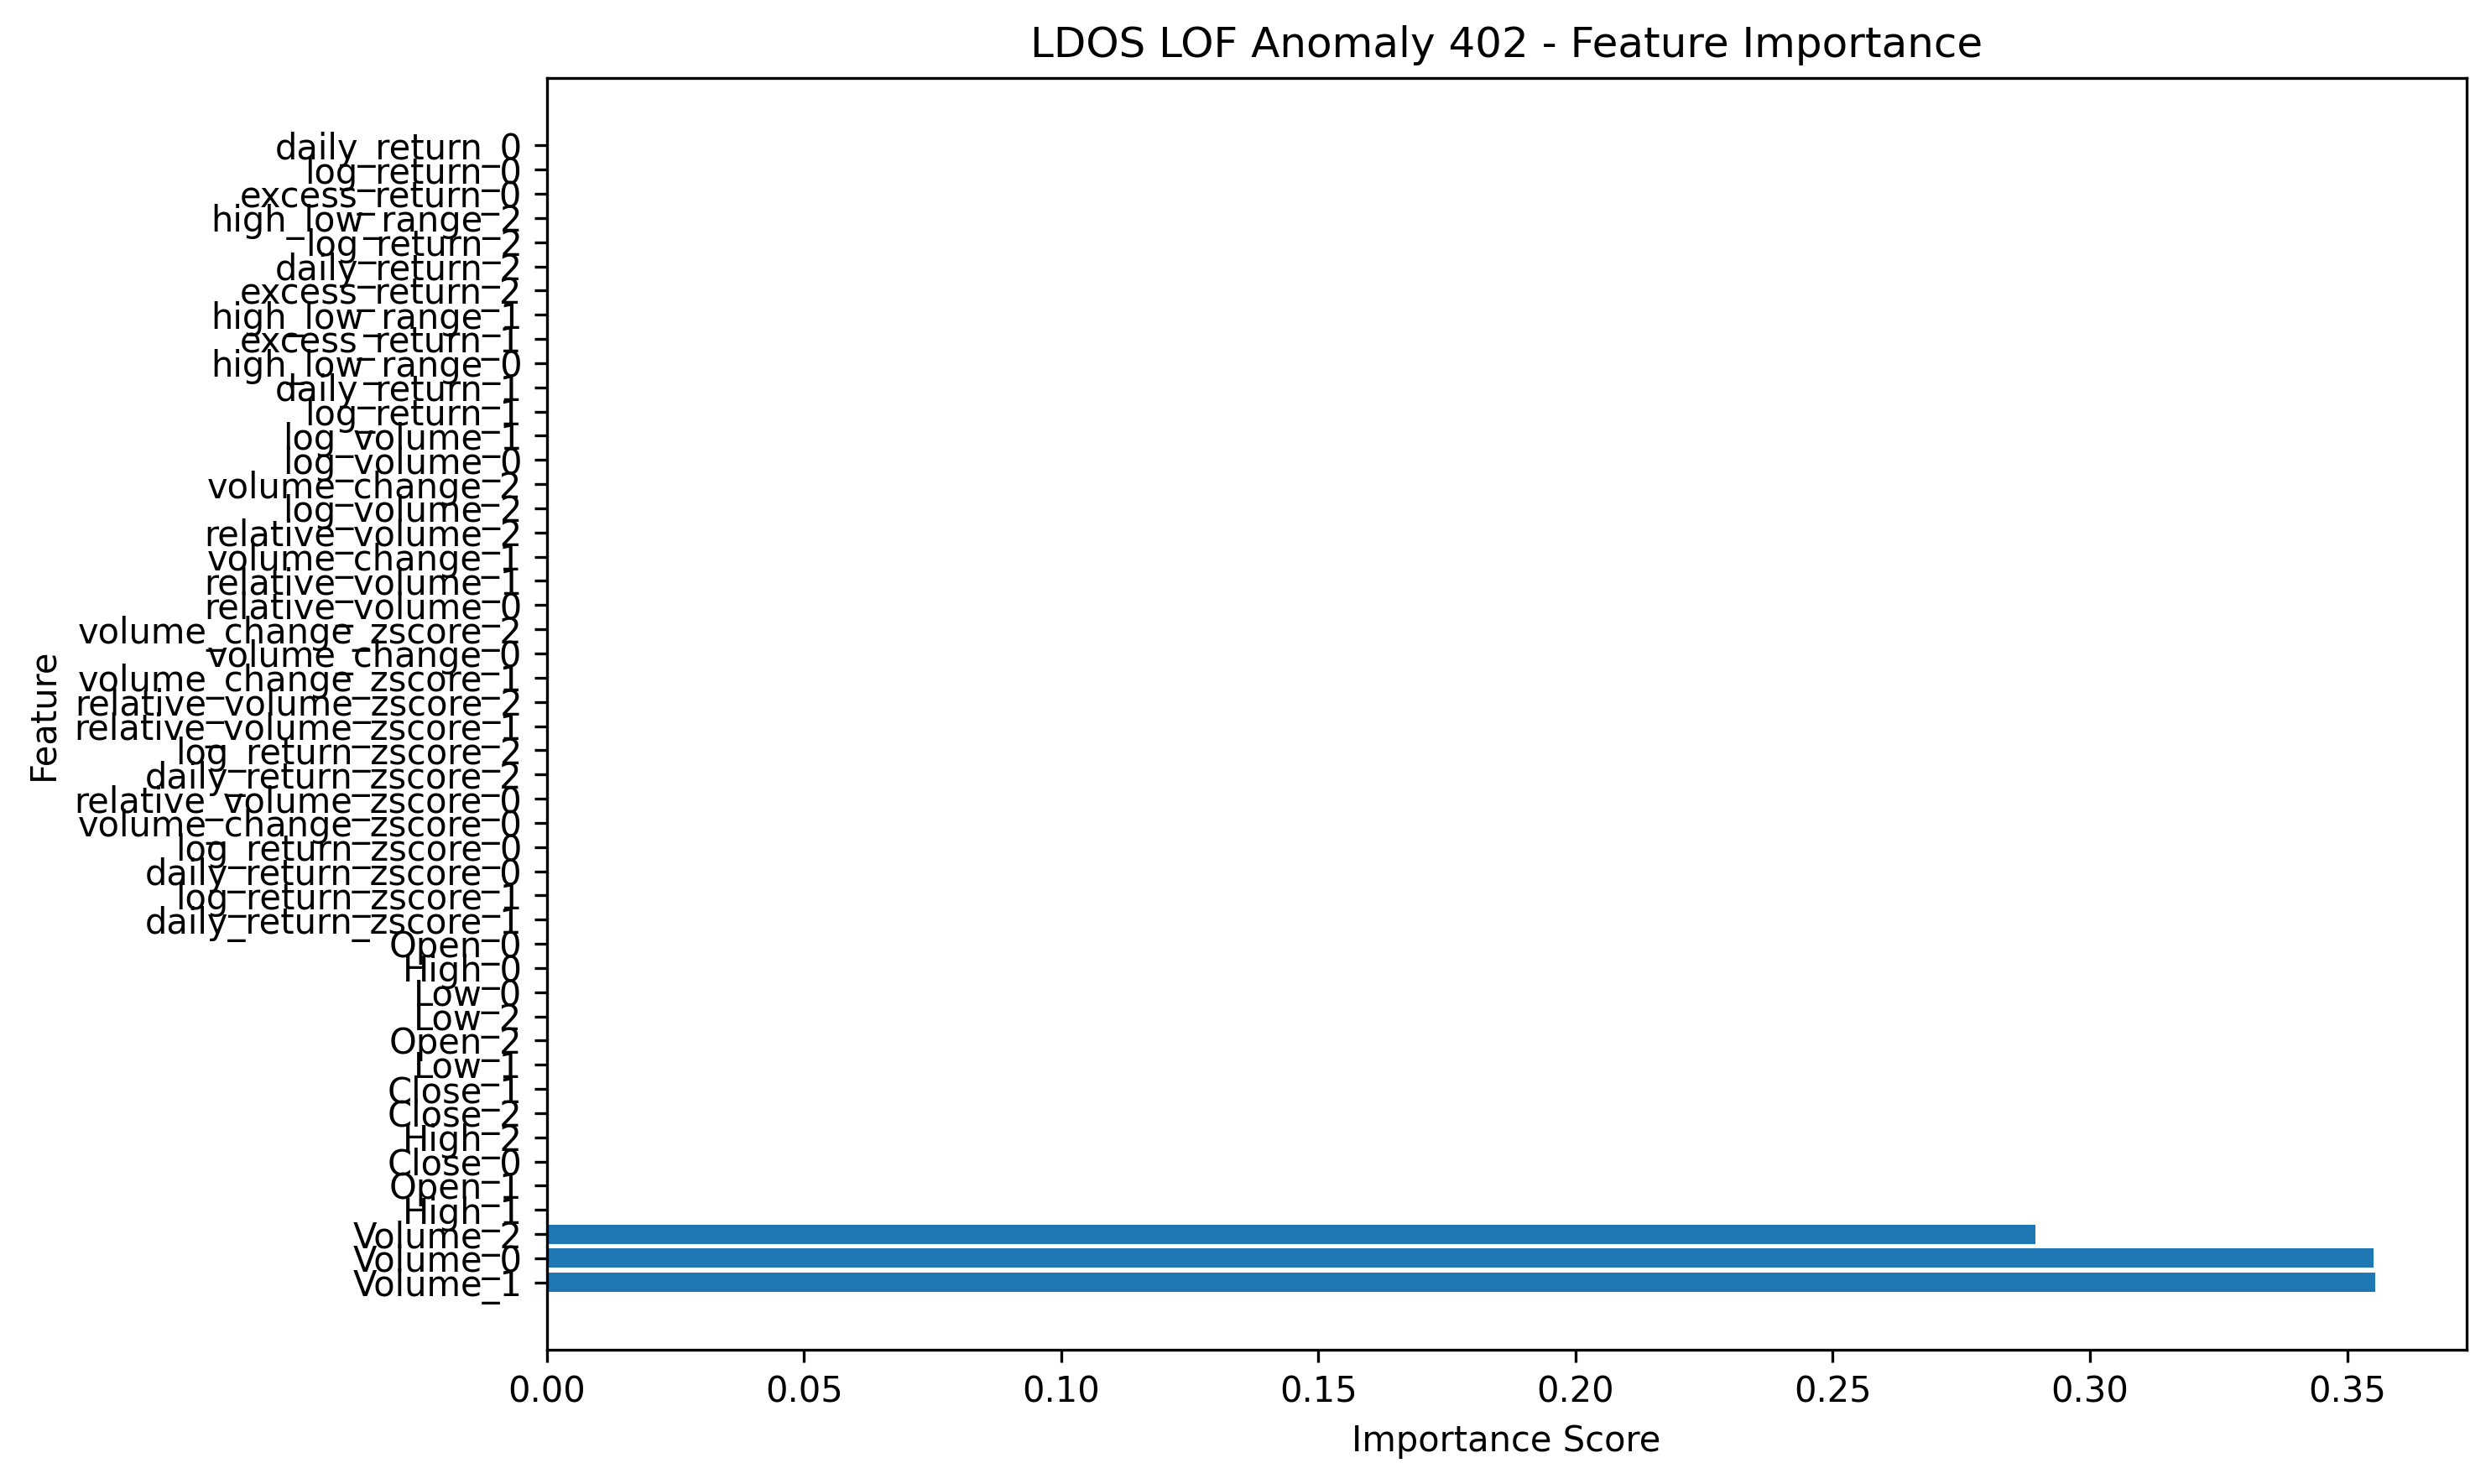 LDOS LOF Anomaly 402 - Feature Importance
daily_return_0
log_return_0
excess_return_0
high_low_range_2
log_return_2
daily_return_2
excess_return_2
high_low_range_1
excess_return_1
high_low_range_0
daily_return_1
log_return_1
log_volume_1
log_volume_0
volume_change_2
log_volume_2
relative_volume_2
volume_change_1
relative_volume_1
relative_volume_0
volume_change_zscore_2
volume_change_0
volume_change_zscore_1
relative_volume_zscore_2
relative_volume_zscore_1
log_return_zscore_2
daily_return_zscore_2
relative_volume_zscore_0
volume_change_zscore_0
log_return_zscore_0
daily_return_zscore_0
log_return_zscore_1
daily_return_zscore_1
Open_0
High_0
Low_0
Low_2
Open_2
Low_1
Close_1
Close_2
High_2
Close_0
Open_1
High_1
Volume_2
Volume_0
Volume_1
Feature
0.00 0.05 0.10 0.15 0.20 0.25 0.30 0.35
Importance Score